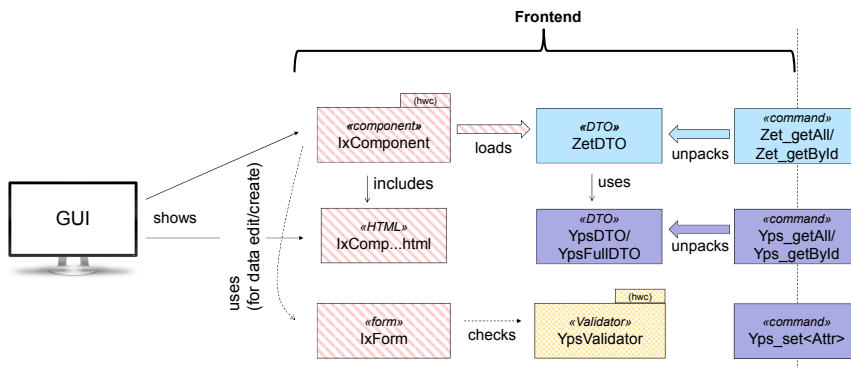 Frontend
(hwc)
«component»
IxComponent
loads
«DTO»
ZetDTO
unpacks
«command»
Zet_getAll/
Zet_getById
includes
uses
GUI
shows
uses
(for data edit/create)
«HTML»
IxComp...html
«DTO»
YpsDTO/
YpsFullDTO
unpacks
«command»
Yps_getAll/
Yps_getById
(hwc)
«form»
IxForm
checks
«Validator»
YpsValidator
«command»
Yps_set<Attr>